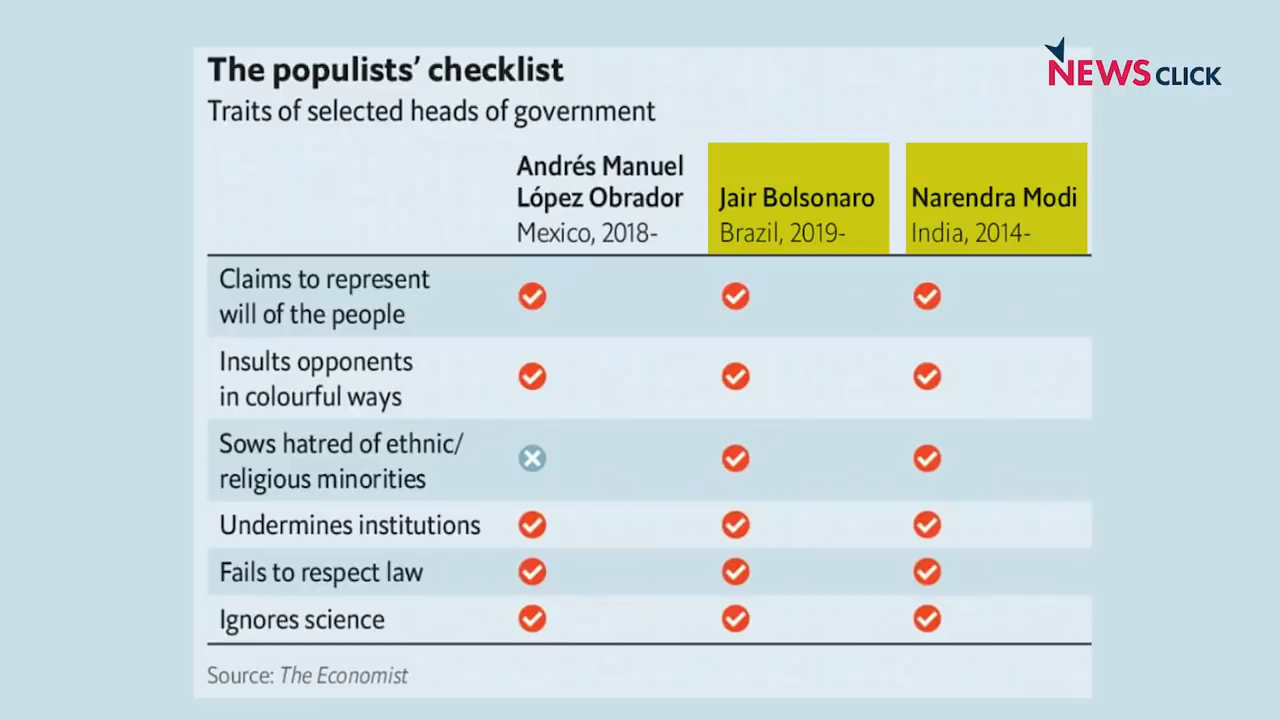 The populists' checklist
Traits of selected heads of government
NEWS CLICK
Andrés Manuel
López Obrador
Mexico, 2018-
Jair Bolsonaro
Brazil, 2019-
Narendra Modi
India, 2014-
Claims to represent
will of the people
Insults opponents
in colourful ways
Sows hatred of ethnic/
religious minorities
Undermines institutions
Fails to respect law
Ignores science
Source: The Economist